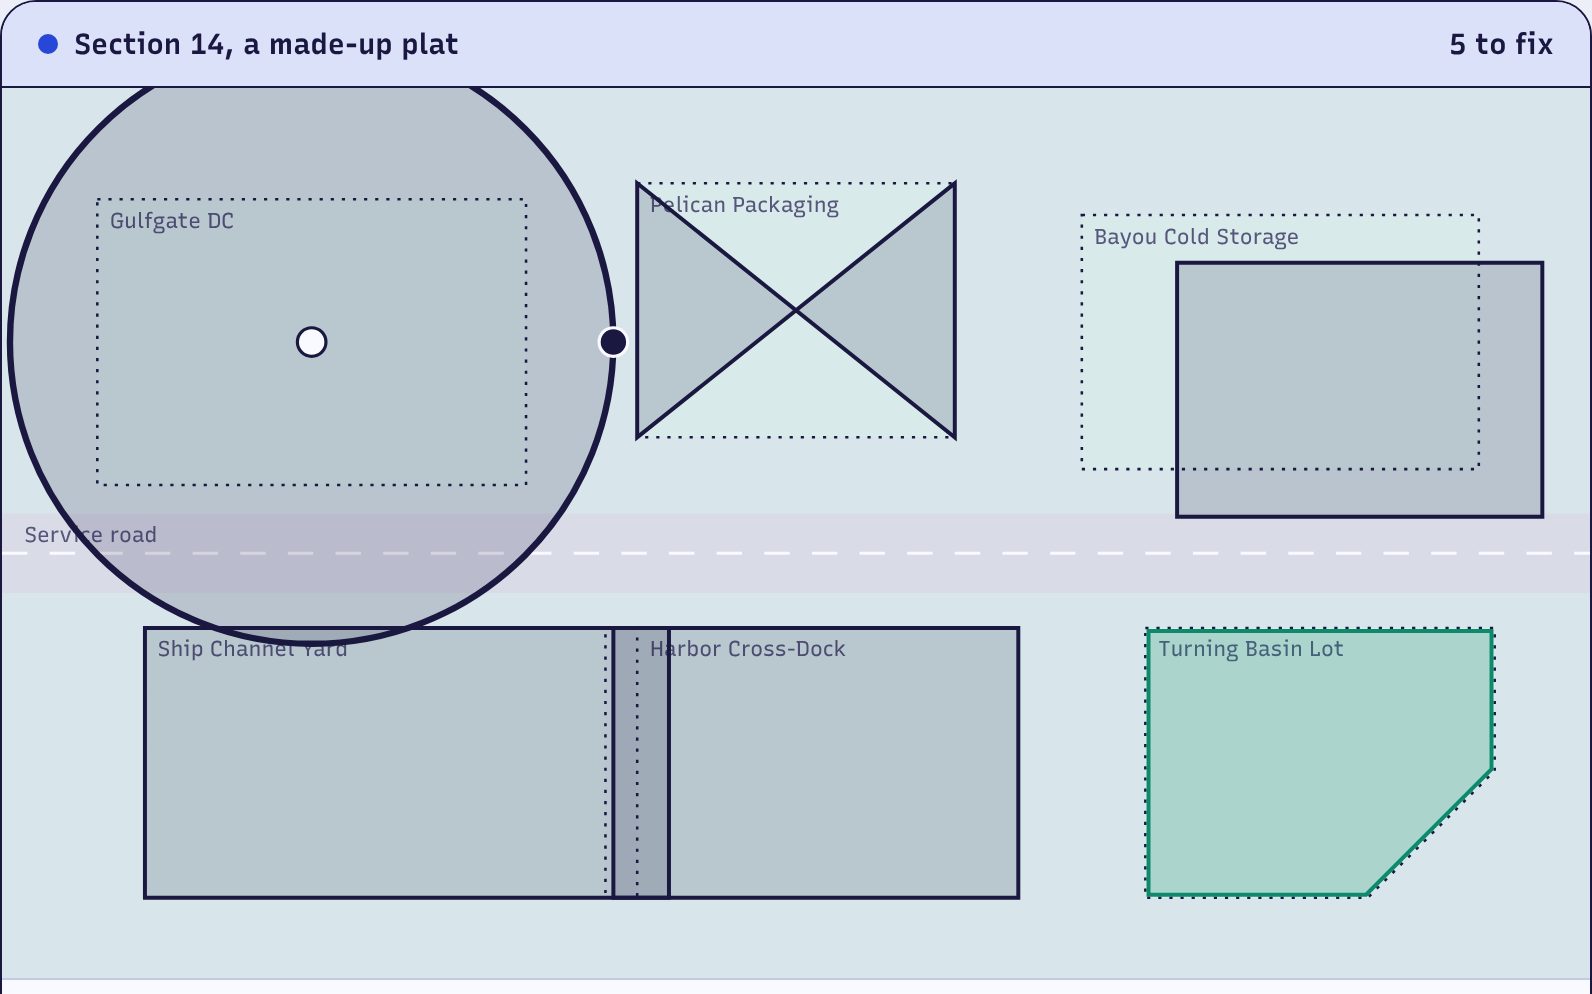 Section 14, a made-up plat
5 to fix
Gulfgate DC
Pelican Packaging
Bayou Cold Storage
Service road
Ship Channel Yard
Harbor Cross-Dock
Turning Basin Lot